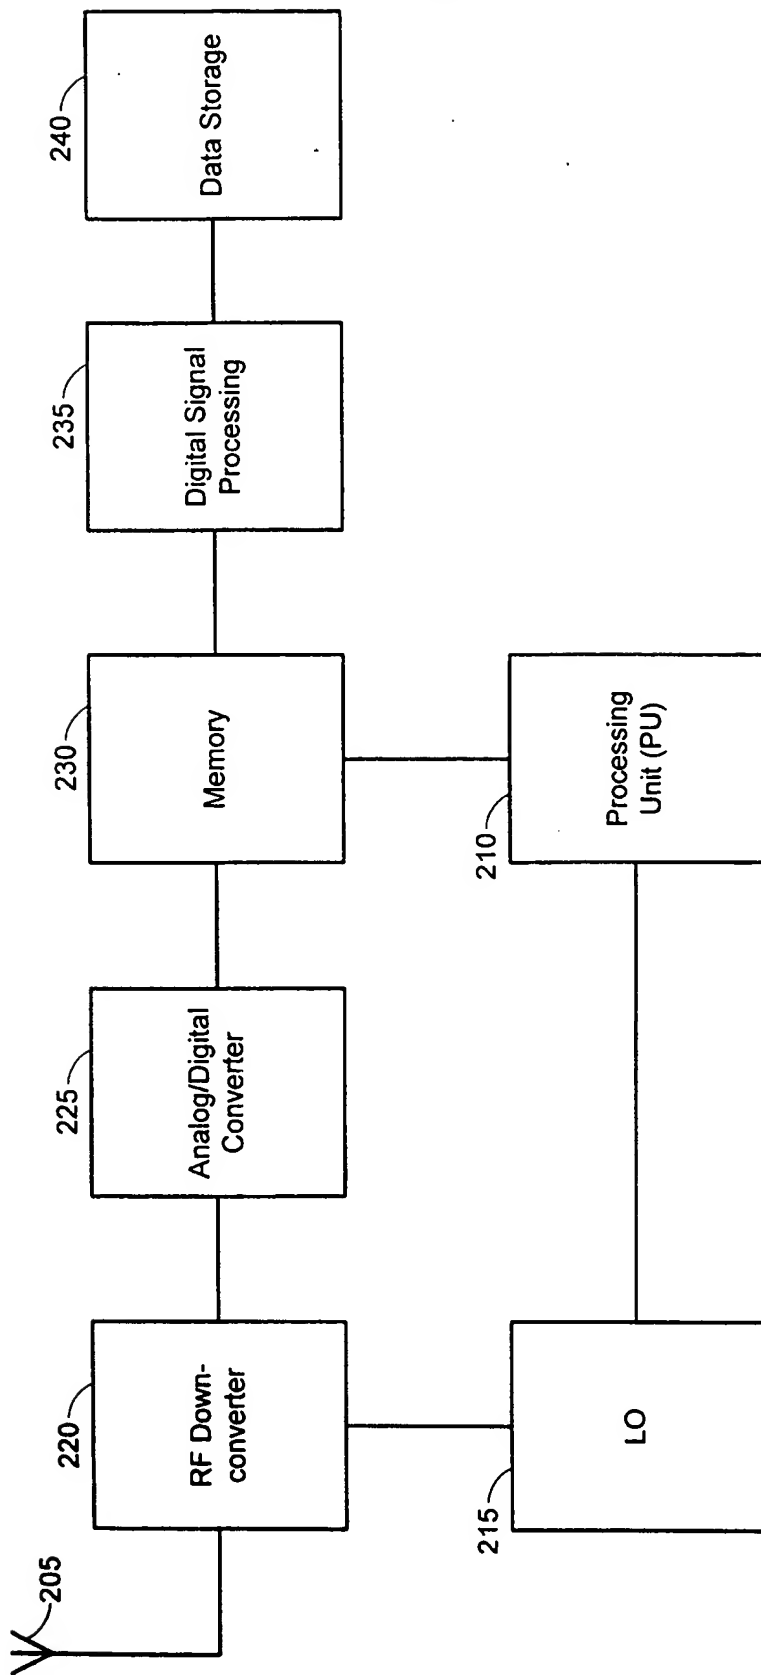 205
220
RF Down-
converter
225
Analog/Digital
Converter
230
Memory
235
Digital Signal
Processing
240
Data Storage
215
LO
210
Processing
Unit (PU)